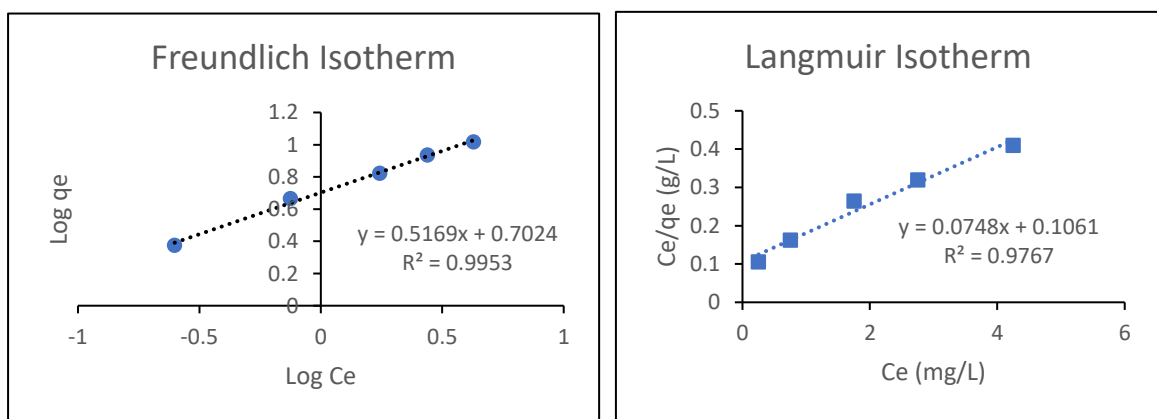 Freundlich Isotherm
1.2
1
0.8
0.6
0.4
0.2
0
-1
-0.5
0
0.5
1
Log qe
Log Ce
y = 0.5169x + 0.7024
R² = 0.9953
Langmuir Isotherm
0.5
0.4
0.3
0.2
0.1
0
0
2
4
6
Ce/qe (g/L)
Ce (mg/L)
y = 0.0748x + 0.1061
R² = 0.9767